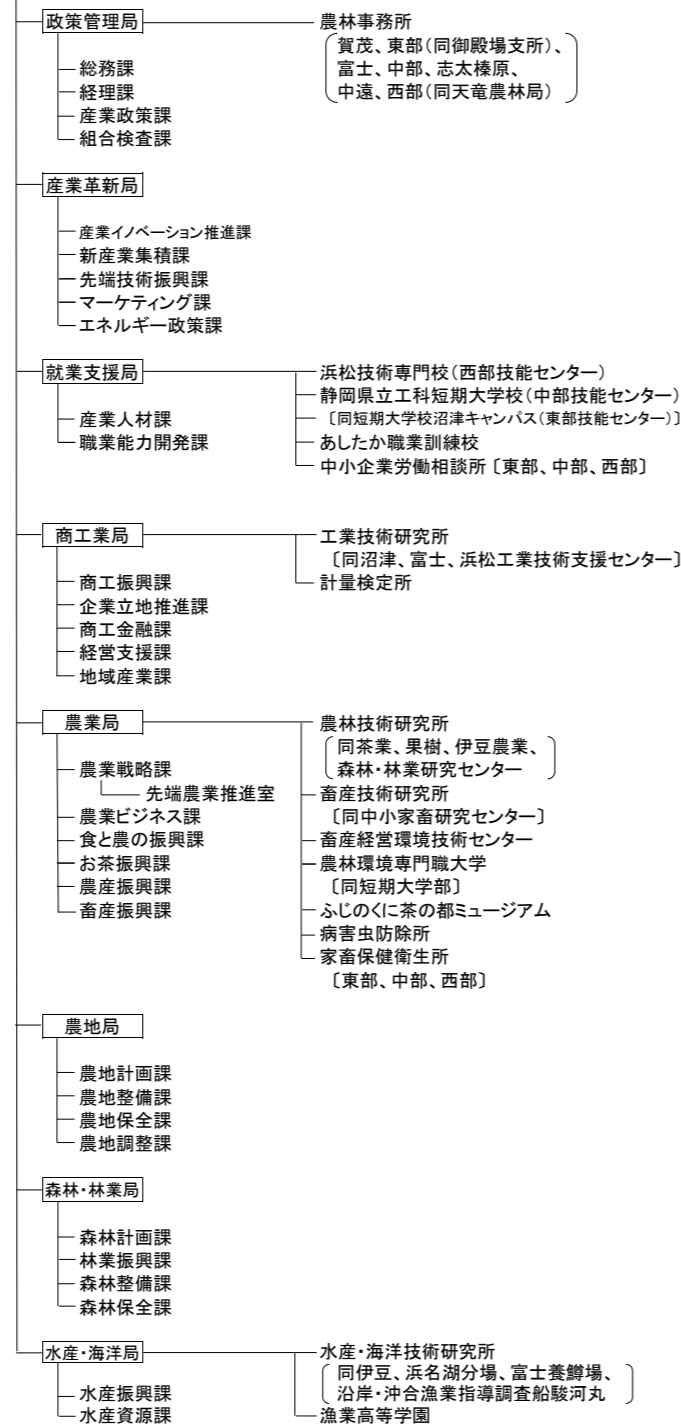 政策管理局
総務課
経理課
産業政策課
組合検査課
農林事務所
賀茂、東部(同御殿場支所)、
富士、中部、志太榛原、
中遠、西部(同天竜農林局)
産業革新局
産業イノベーション推進課
新産業集積課
先端技術振興課
マーケティング課
エネルギー政策課
就業支援局
産業人材課
職業能力開発課
浜松技術専門校(西部技能センター)
静岡県立工科短期大学校(中部技能センター)
〔同短期大学校沼津キャンパス(東部技能センター)〕
あしたか職業訓練校
中小企業労働相談所〔東部、中部、西部〕
商工業局
商工振興課
企業立地推進課
商工金融課
経営支援課
地域産業課
工業技術研究所
〔同沼津、富士、浜松工業技術支援センター〕
計量検定所
農業局
農業戦略課
先端農業推進室
農業ビジネス課
食と農の振興課
お茶振興課
農産振興課
畜産振興課
農林技術研究所
同茶業、果樹、伊豆農業、
森林・林業研究センター
畜産技術研究所
〔同中小家畜研究センター〕
畜産経営環境技術センター
農林環境専門職大学
〔同短期大学部〕
ふじのくに茶の都ミュージアム
病害虫防除所
家畜保健衛生所
〔東部、中部、西部〕
農地局
農地計画課
農地整備課
農地保全課
農地調整課
森林・林業局
森林計画課
林業振興課
森林整備課
森林保全課
水産・海洋局
水産振興課
水産資源課
水産・海洋技術研究所
同伊豆、浜名湖分場、富士養鱒場、
沿岸・沖合漁業指導調査船駿河丸
漁業高等学園